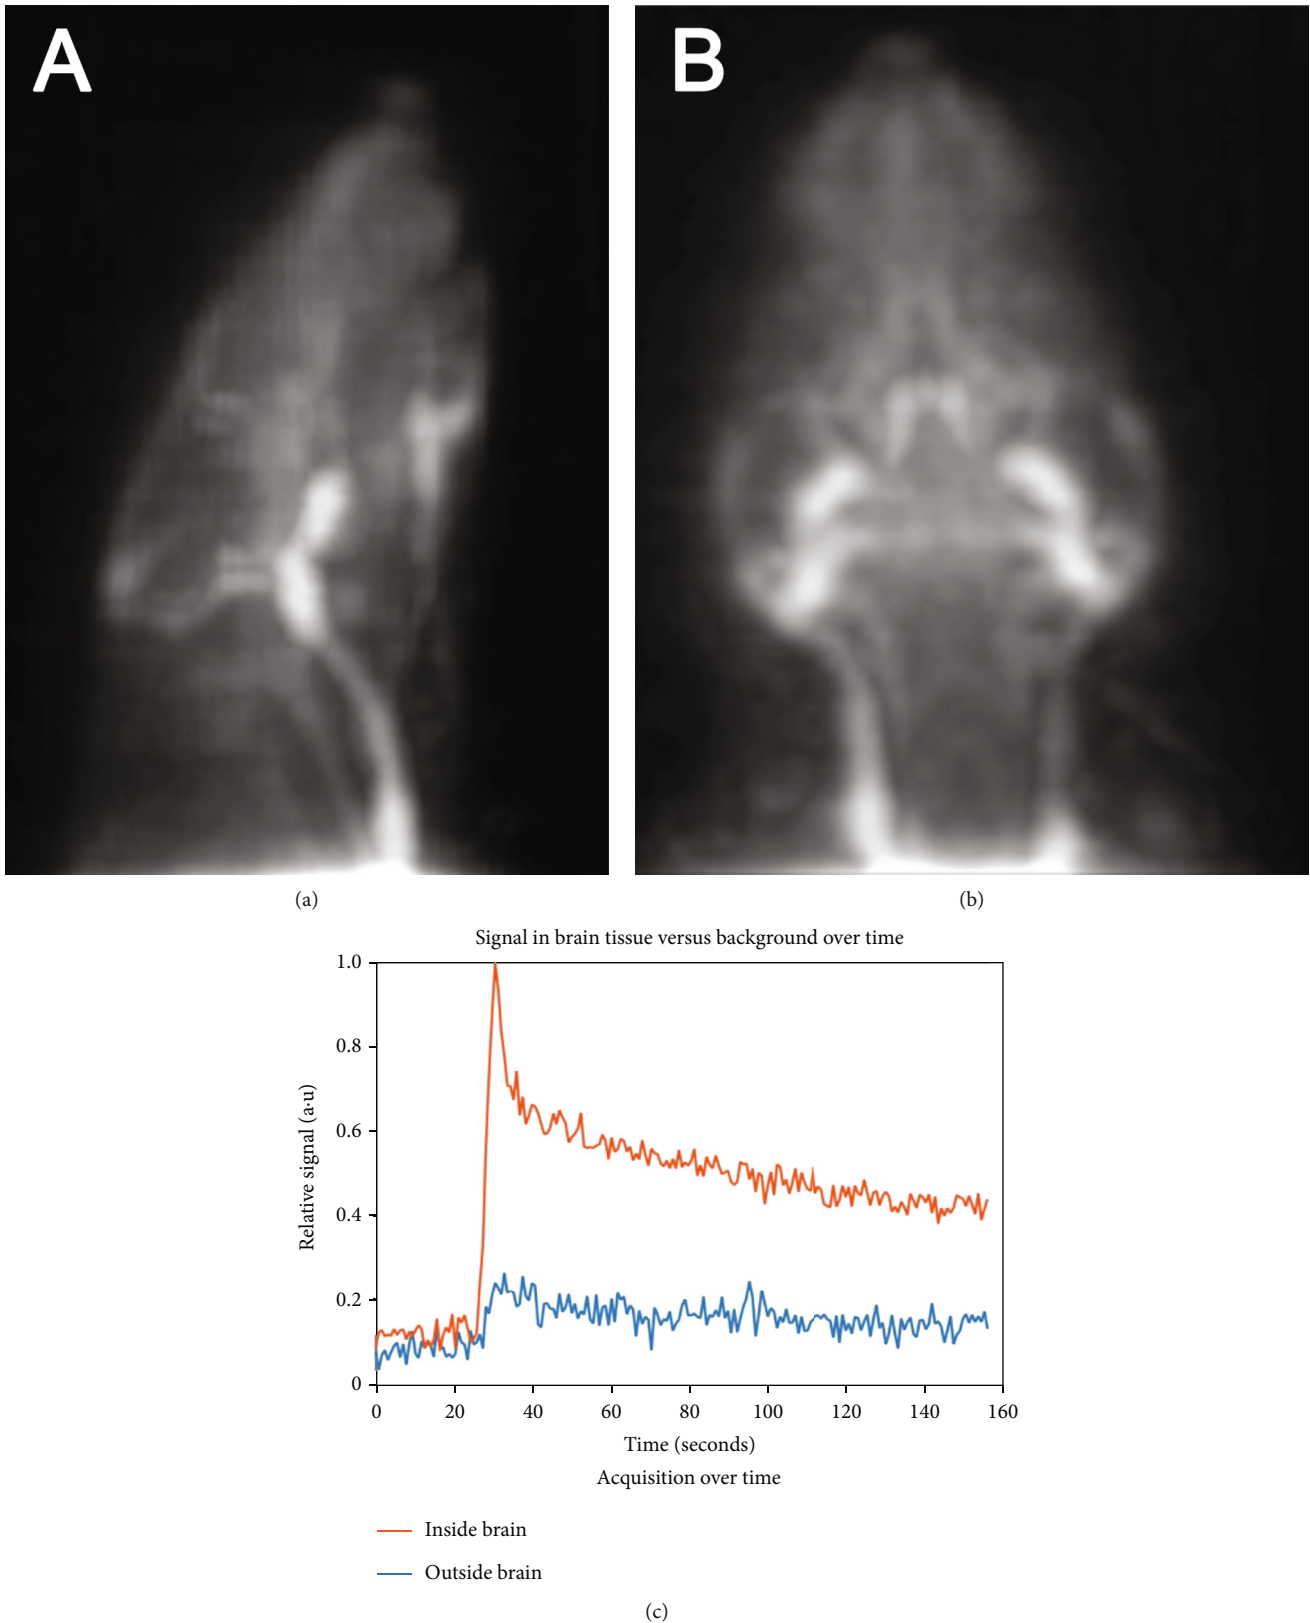 A
B
(a)
(b)
Signal in brain tissue versus background over time
1.0
0.8
0.6
0.4
0.2
0
Relative signal (a·u)
0 20 40 60 80 100 120 140 160
Time (seconds)
Acquisition over time
Inside brain
Outside brain
(c)